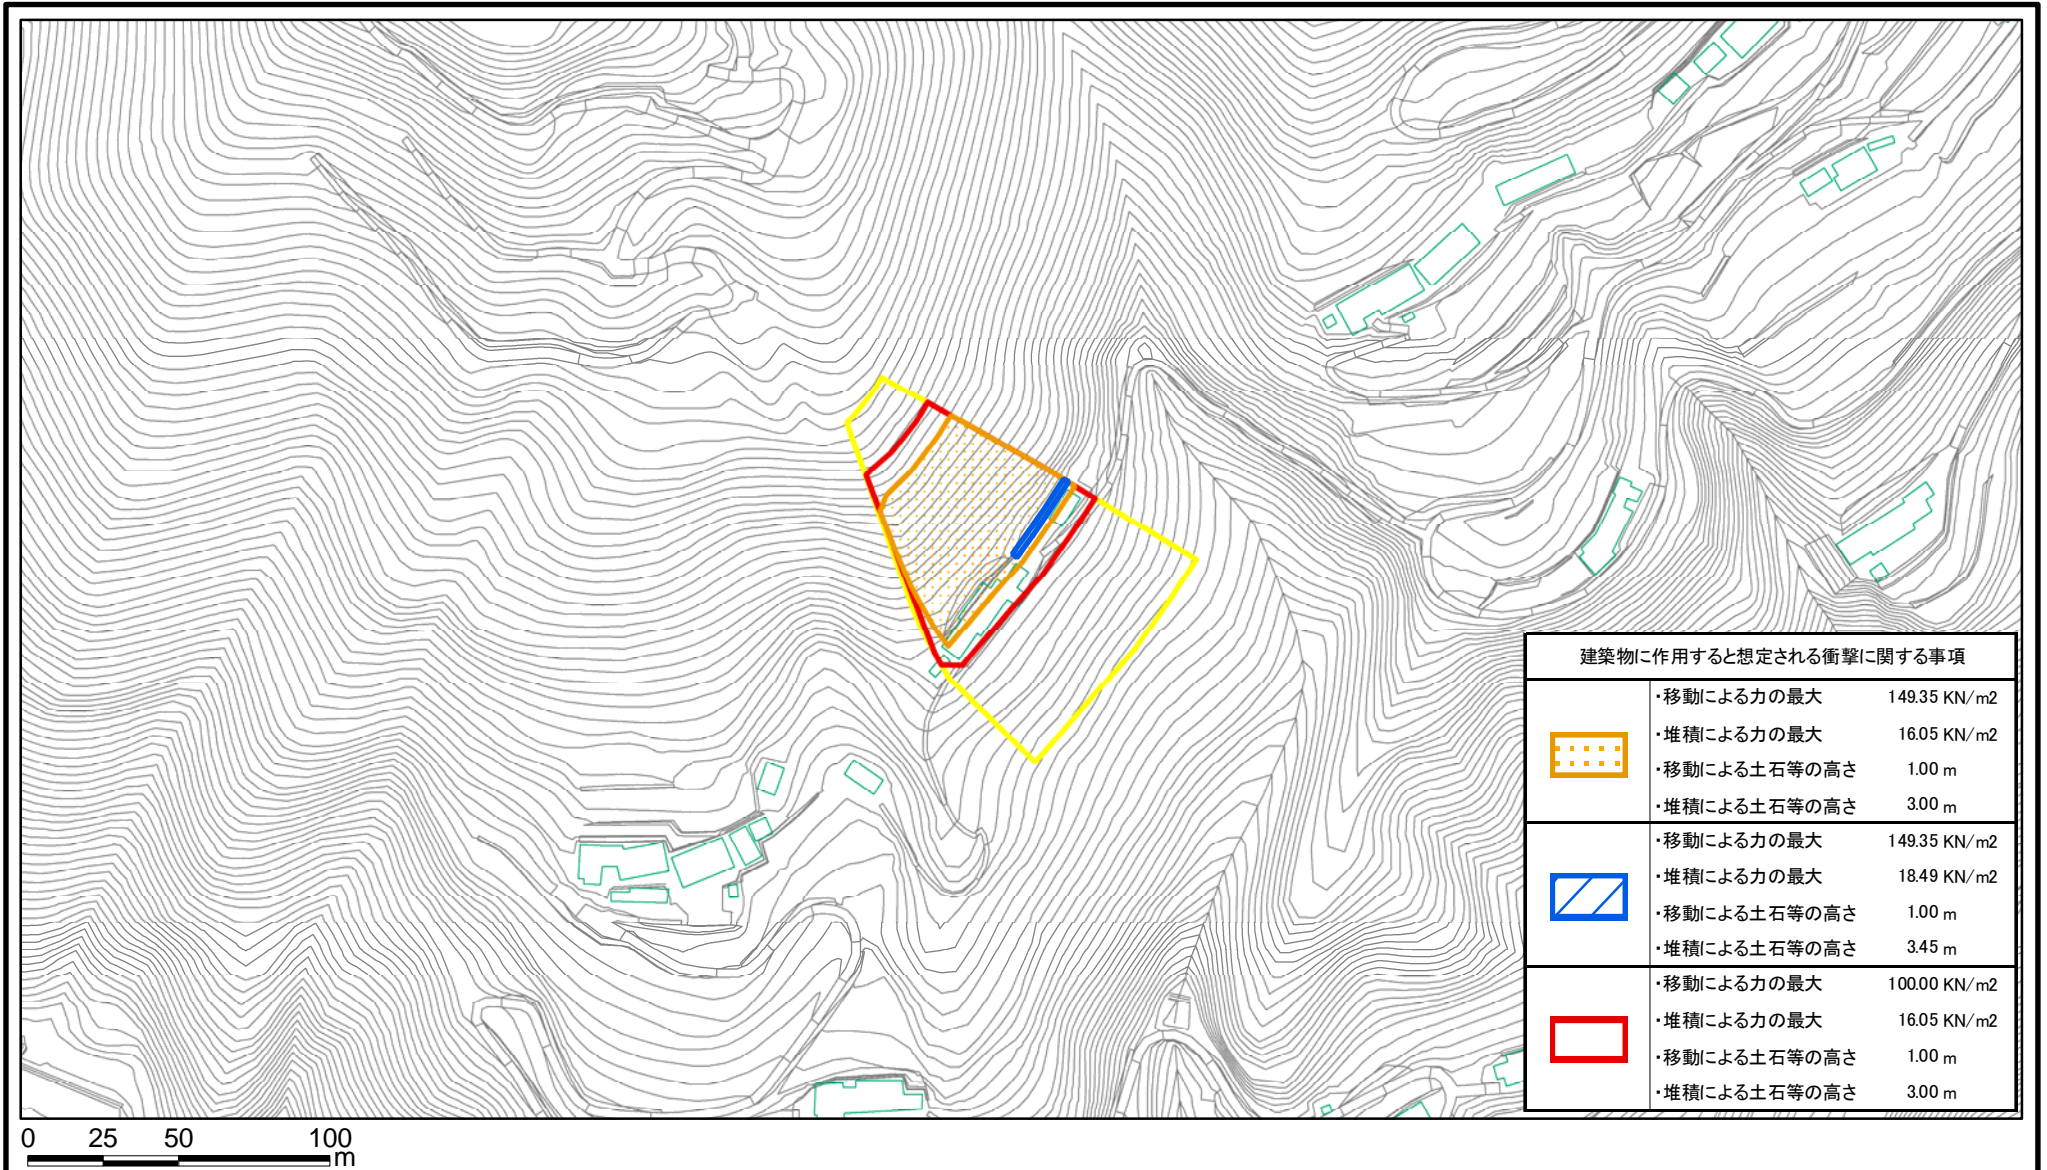 建築物に作用すると想定される衝撃に関する事項
・移動による力の最大 149.35 KN/m2
・堆積による力の最大 16.05 KN/m2
・移動による土石等の高さ 1.00 m
・堆積による土石等の高さ 3.00 m
・移動による力の最大 149.35 KN/m2
・堆積による力の最大 18.49 KN/m2
・移動による土石等の高さ 1.00 m
・堆積による土石等の高さ 3.45 m
・移動による力の最大 100.00 KN/m2
・堆積による力の最大 16.05 KN/m2
・移動による土石等の高さ 1.00 m
・堆積による土石等の高さ 3.00 m
0 25 50 100
m